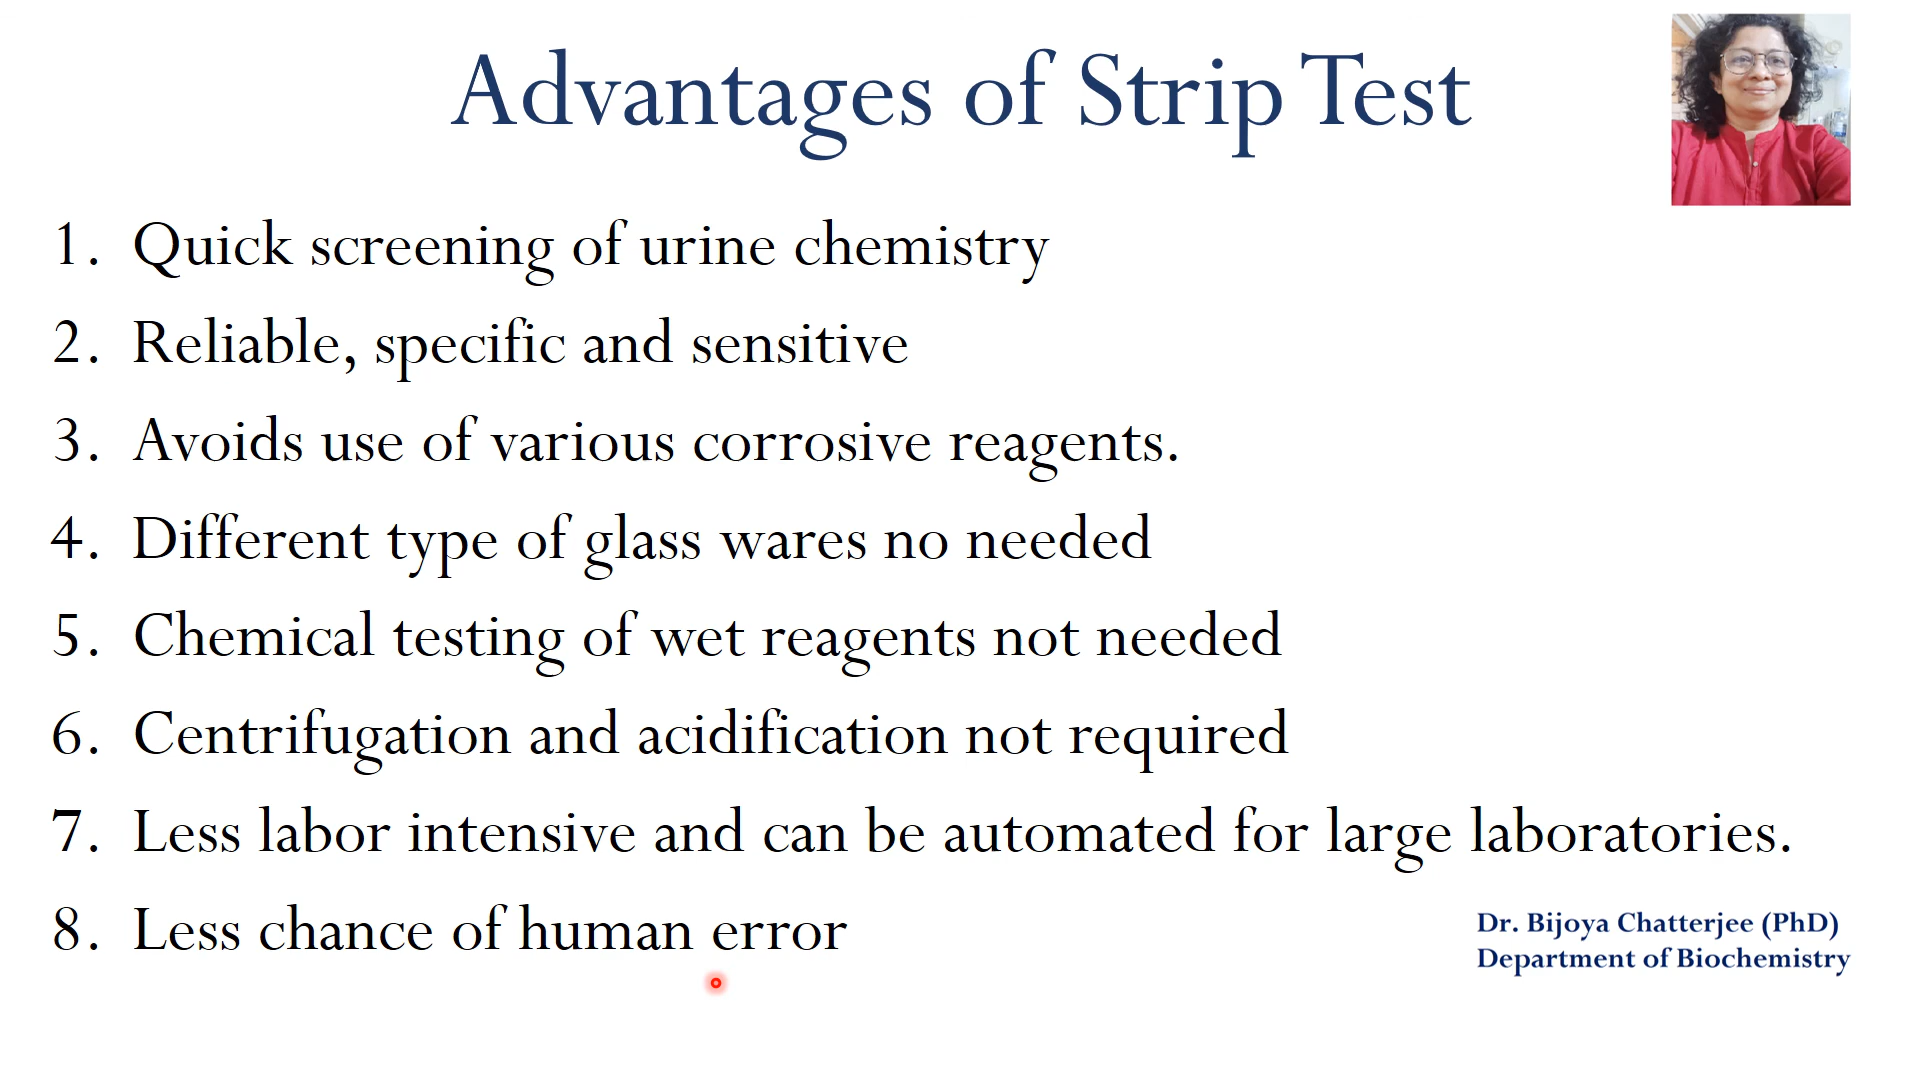 Advantages of Strip Test
1. Quick screening of urine chemistry
2. Reliable, specific and sensitive
3. Avoids use of various corrosive reagents.
4. Different type of glass wares no needed
5. Chemical testing of wet reagents not needed
6. Centrifugation and acidification not required
7. Less labor intensive and can be automated for large laboratories.
8. Less chance of human error
Dr. Bijoya Chatterjee (PhD)
Department of Biochemistry